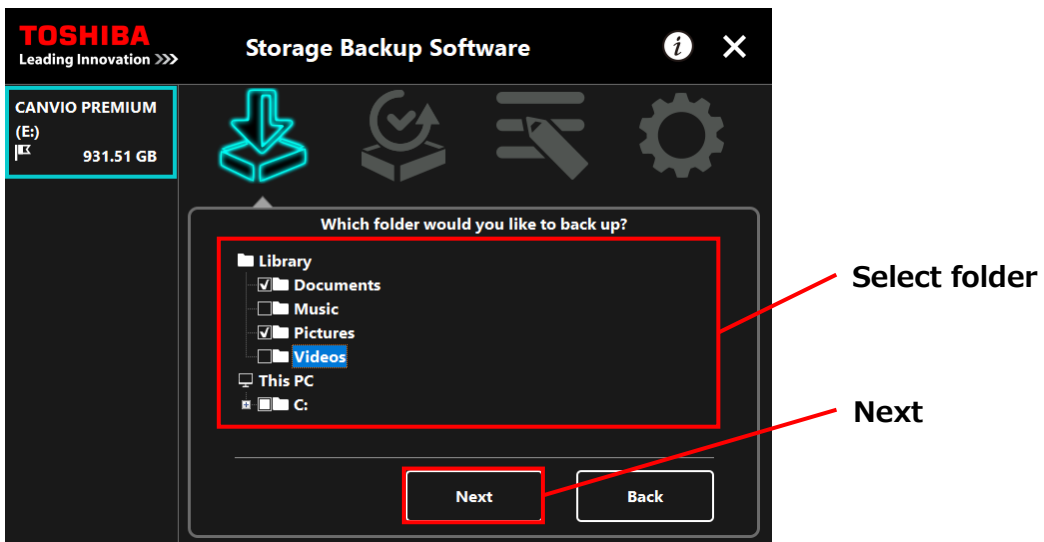 TOSHIBA
Leading Innovation >>>
Storage Backup Software
i
CANVIO PREMIUM
(E:)
931.51 GB
Which folder would you like to back up?
Library
Documents
Music
Pictures
Videos
This PC
C:
Next
Back
Select folder
Next